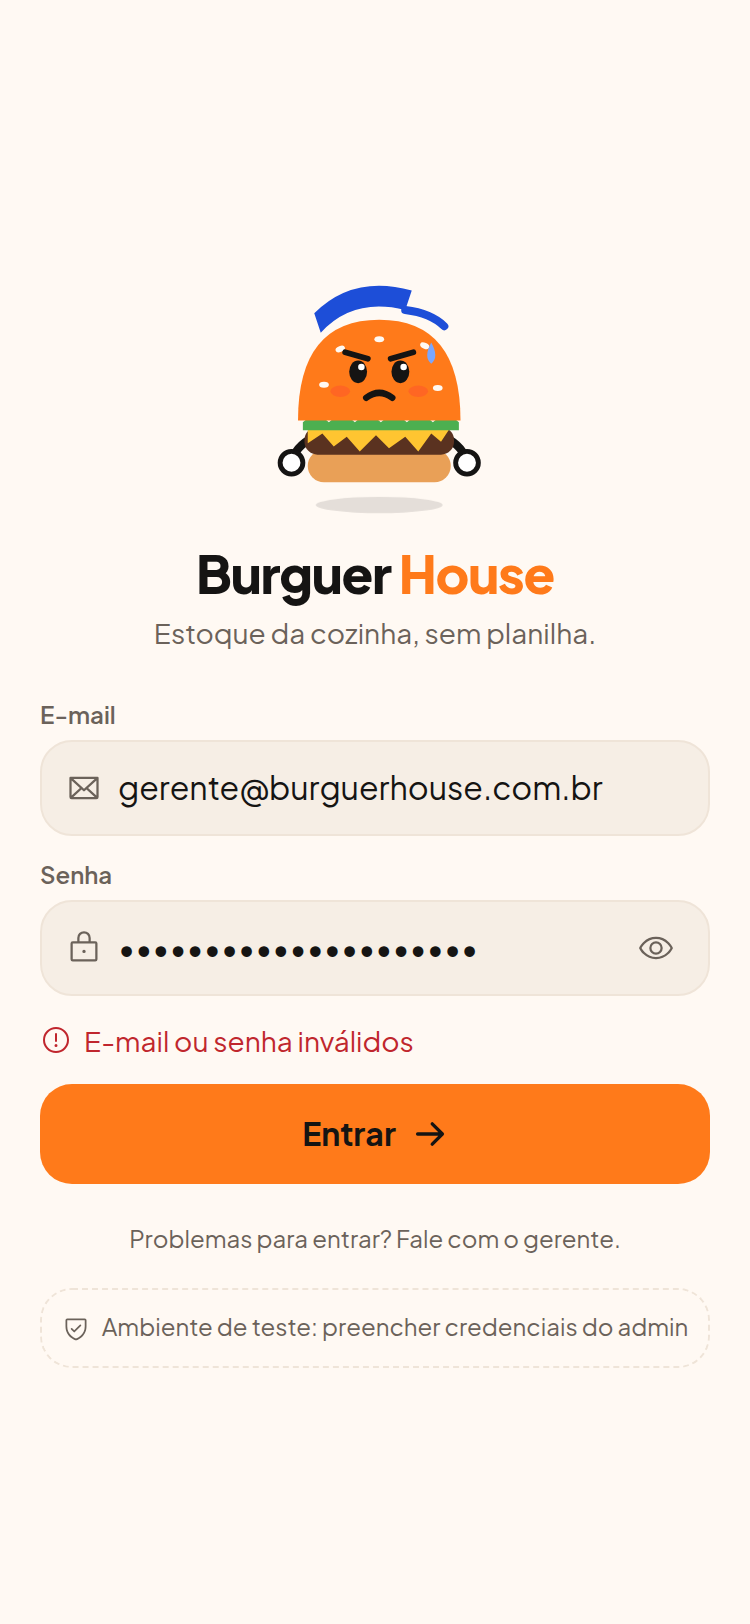 Burguer House
Estoque da cozinha, sem planilha.
E-mail
gerente@burguerhouse.com.br
Senha
•••••••••••••••••••••
E-mail ou senha inválidos
Entrar
Problemas para entrar? Fale com o gerente.
Ambiente de teste: preencher credenciais do admin